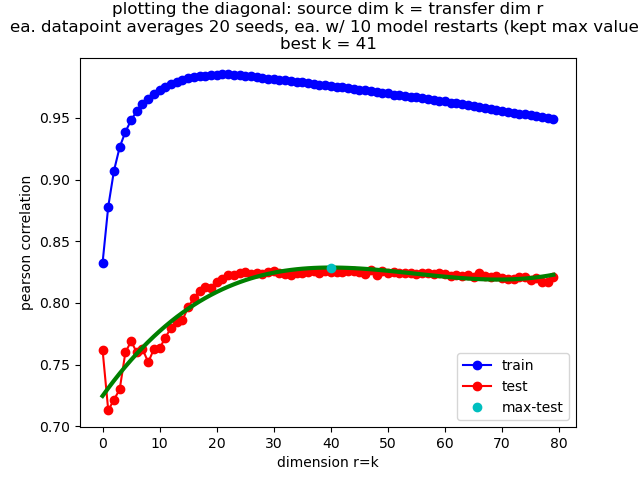 plotting the diagonal: source dim k = transfer dim r
ea. datapoint averages 20 seeds, ea. w/ 10 model restarts (kept max value
best k = 41
0.95
0.90
0.85
0.80
0.75
0.70
pearson correlation
train
test
max-test
0 10 20 30 40 50 60 70 80
dimension r=k